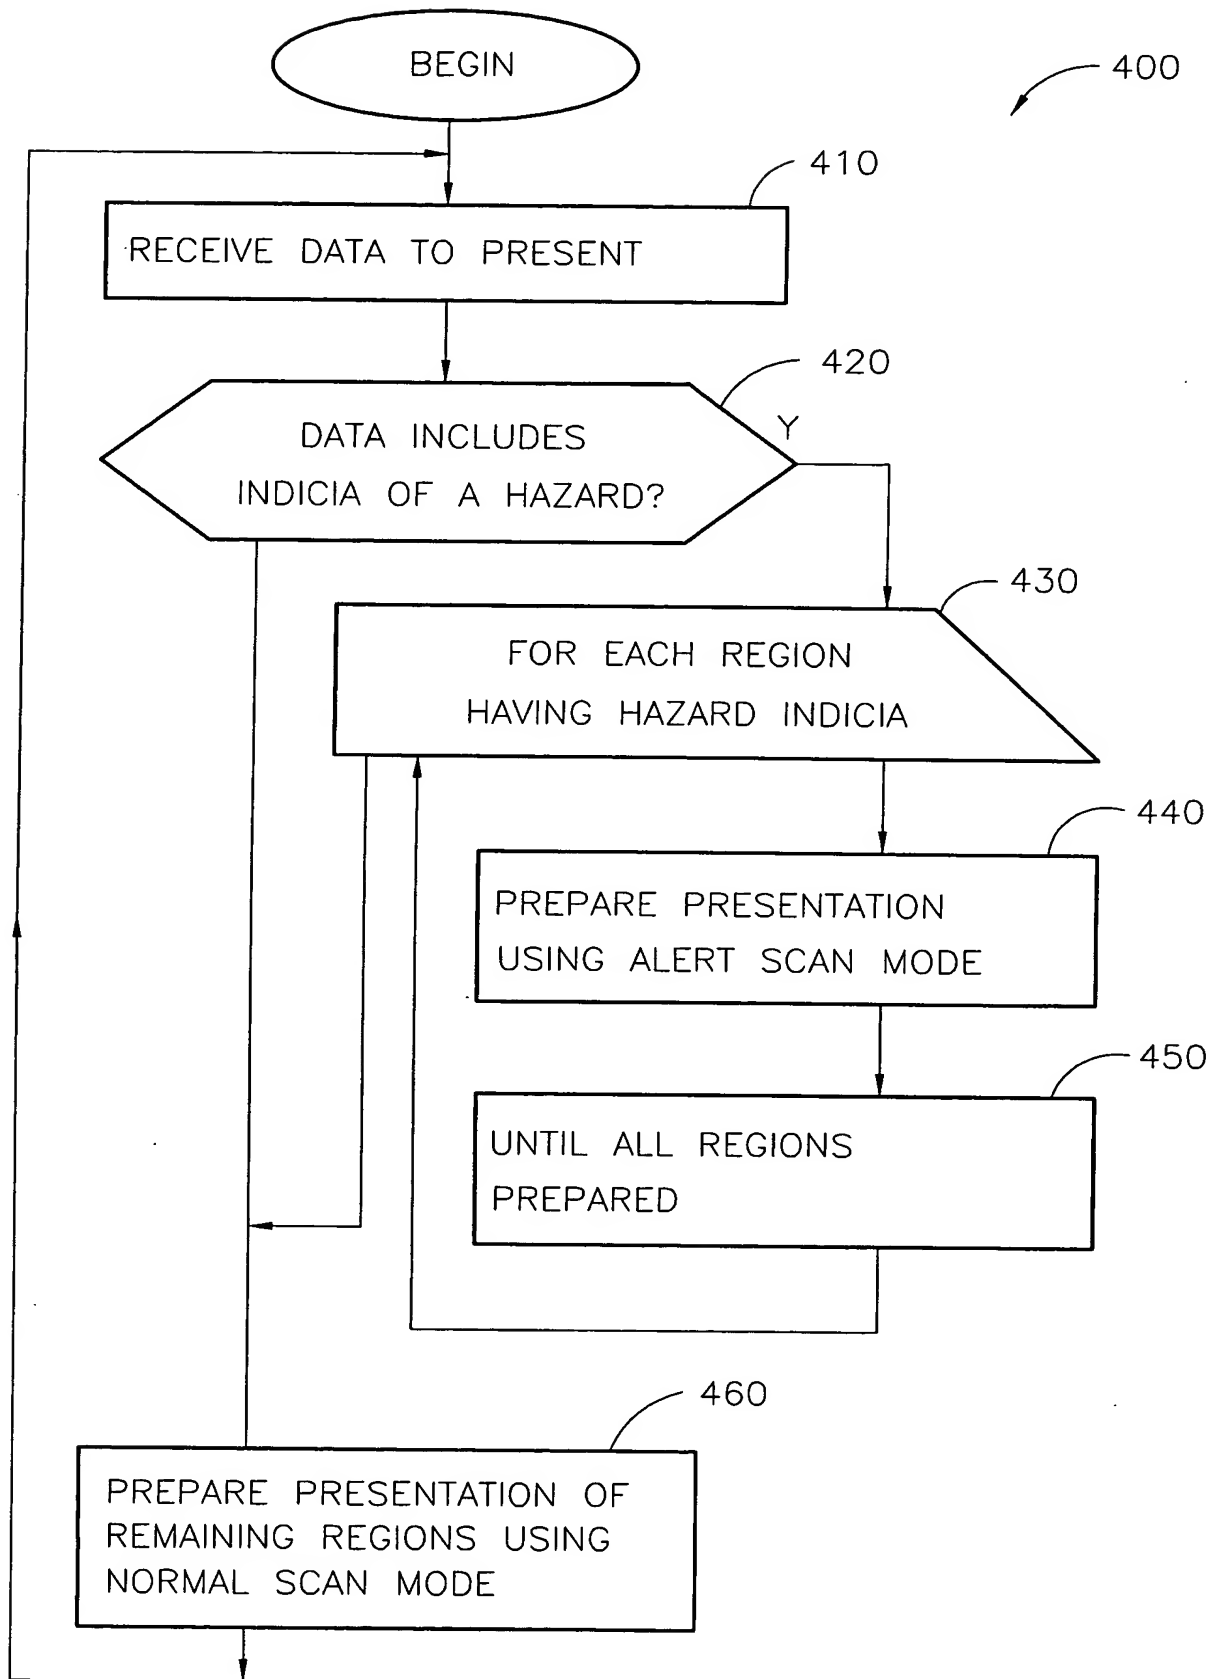 BEGIN
400
410
RECEIVE DATA TO PRESENT
420
DATA INCLUDES
INDICIA OF A HAZARD?
Y
430
FOR EACH REGION
HAVING HAZARD INDICIA
440
PREPARE PRESENTATION
USING ALERT SCAN MODE
450
UNTIL ALL REGIONS
PREPARED
460
PREPARE PRESENTATION OF
REMAINING REGIONS USING
NORMAL SCAN MODE